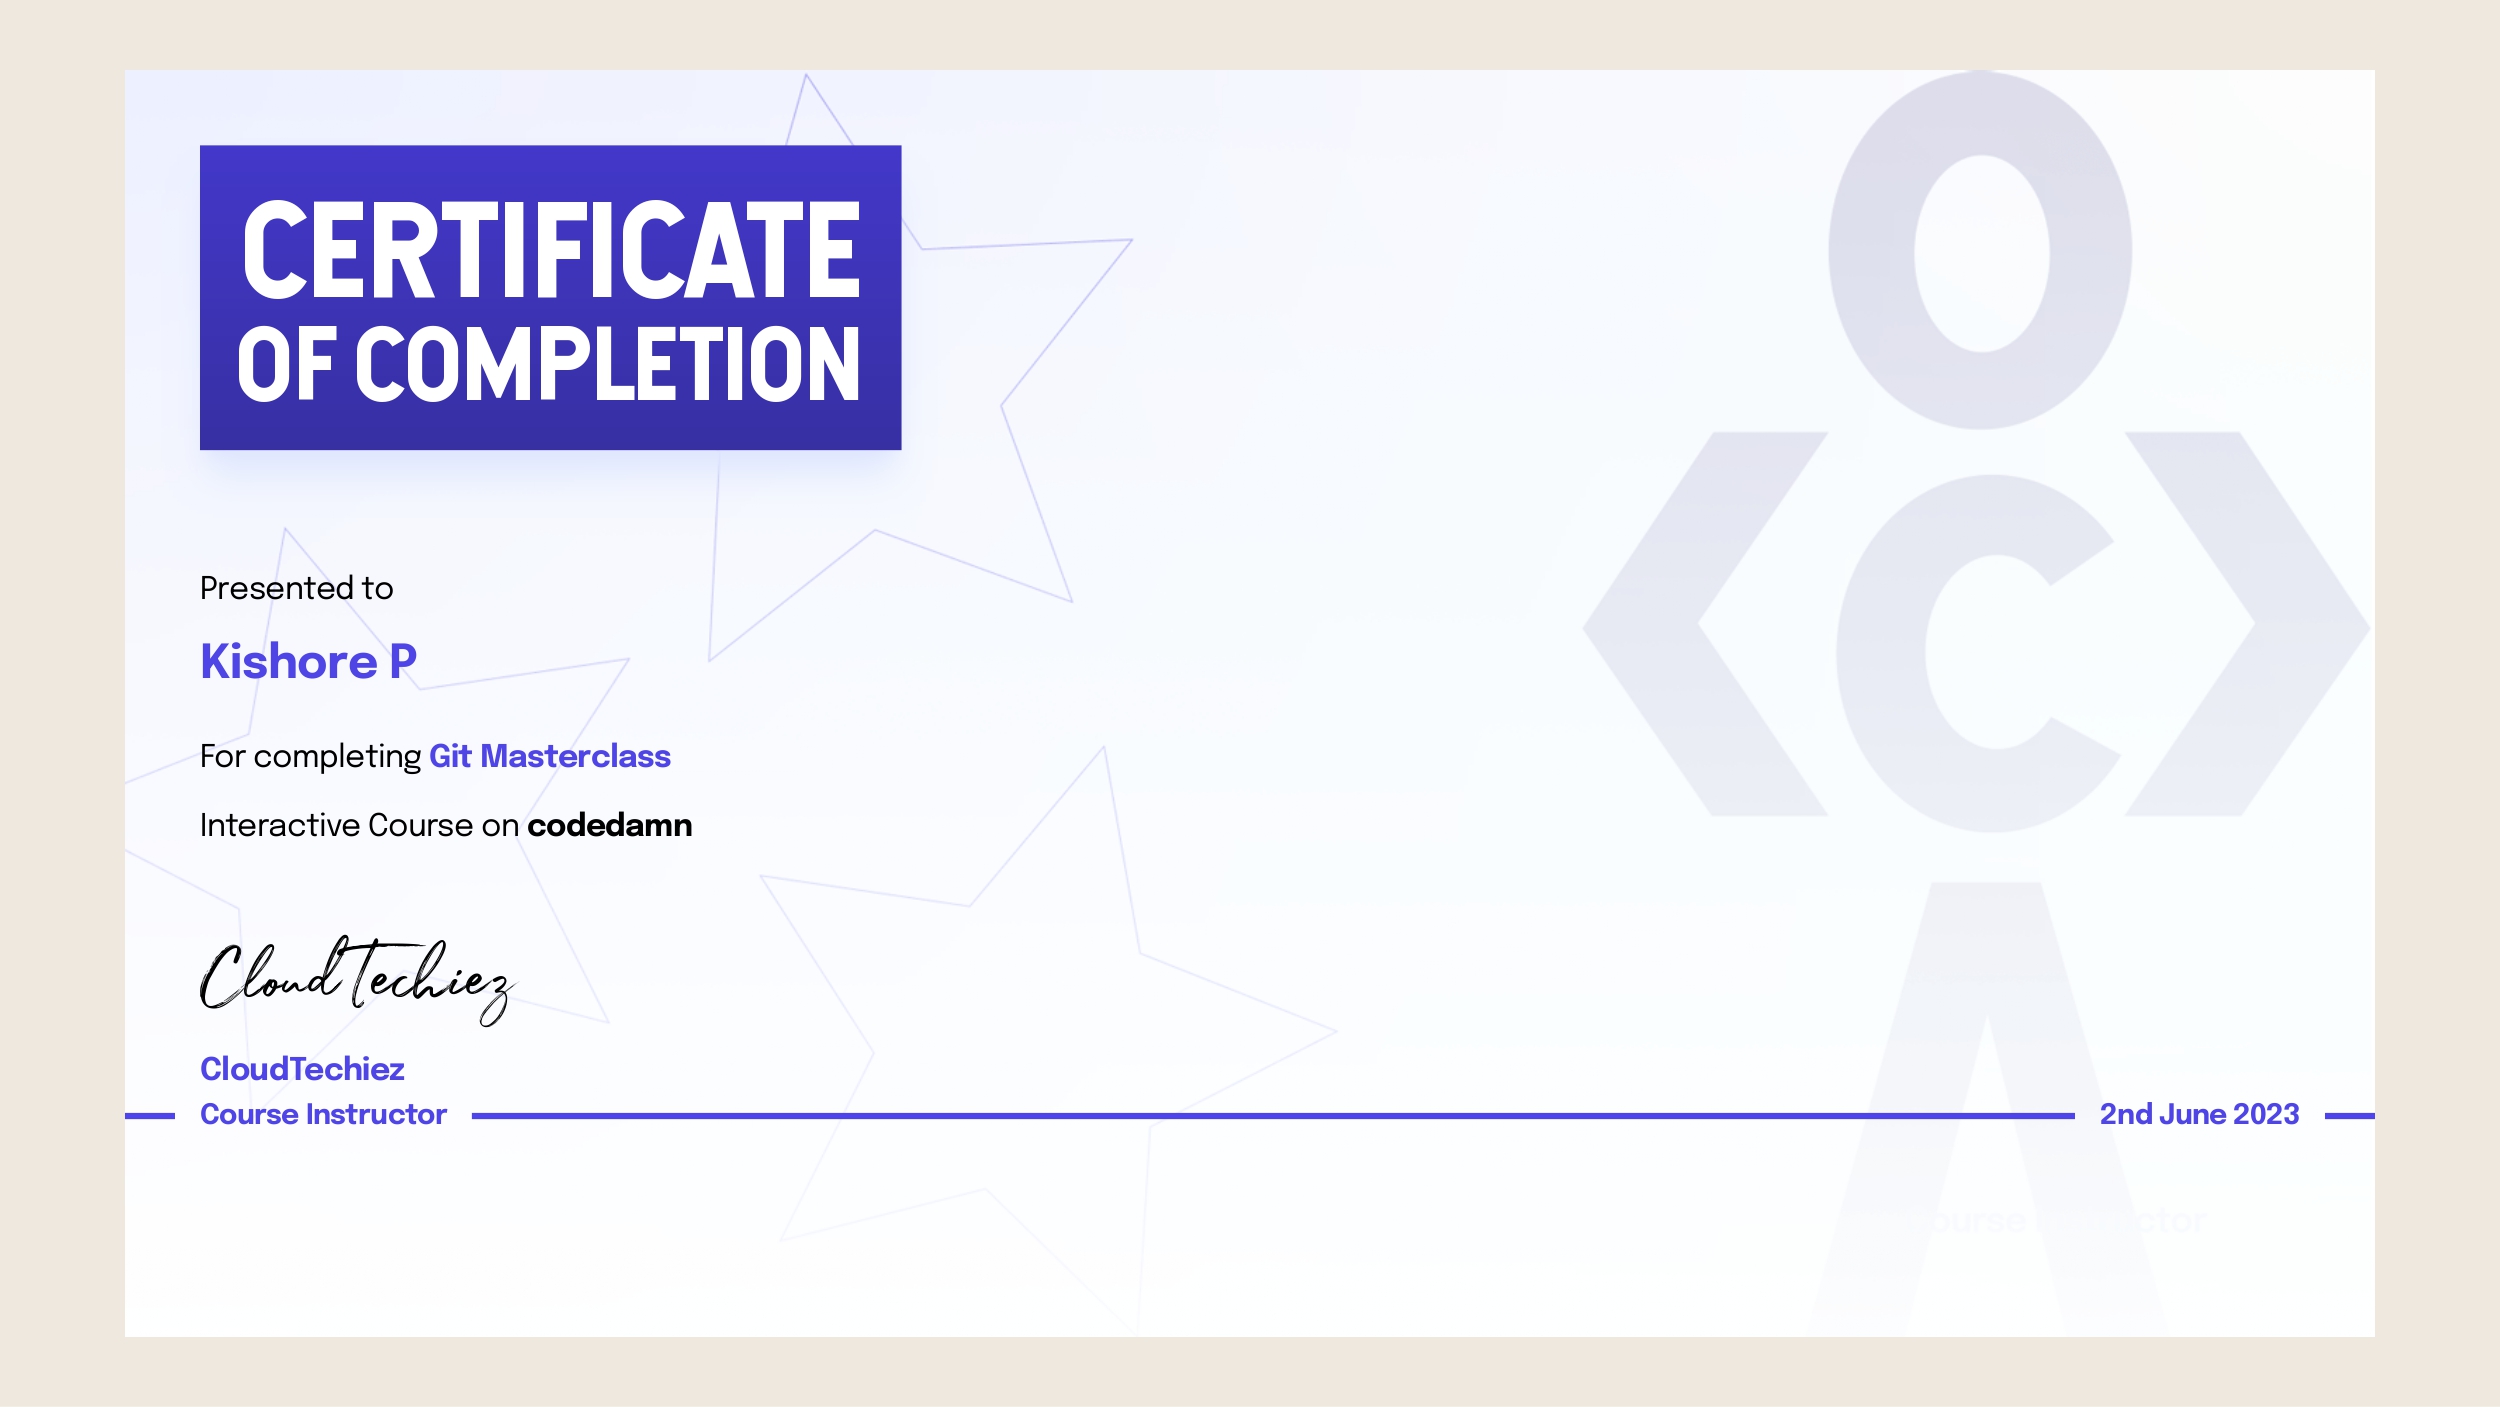 CERTIFICATE
OF COMPLETION
Presented to
Kishore P
For completing Git Masterclass
Interactive Course on codedamn
CloudTechiez
CloudTechiez
Course Instructor
2nd June 2023